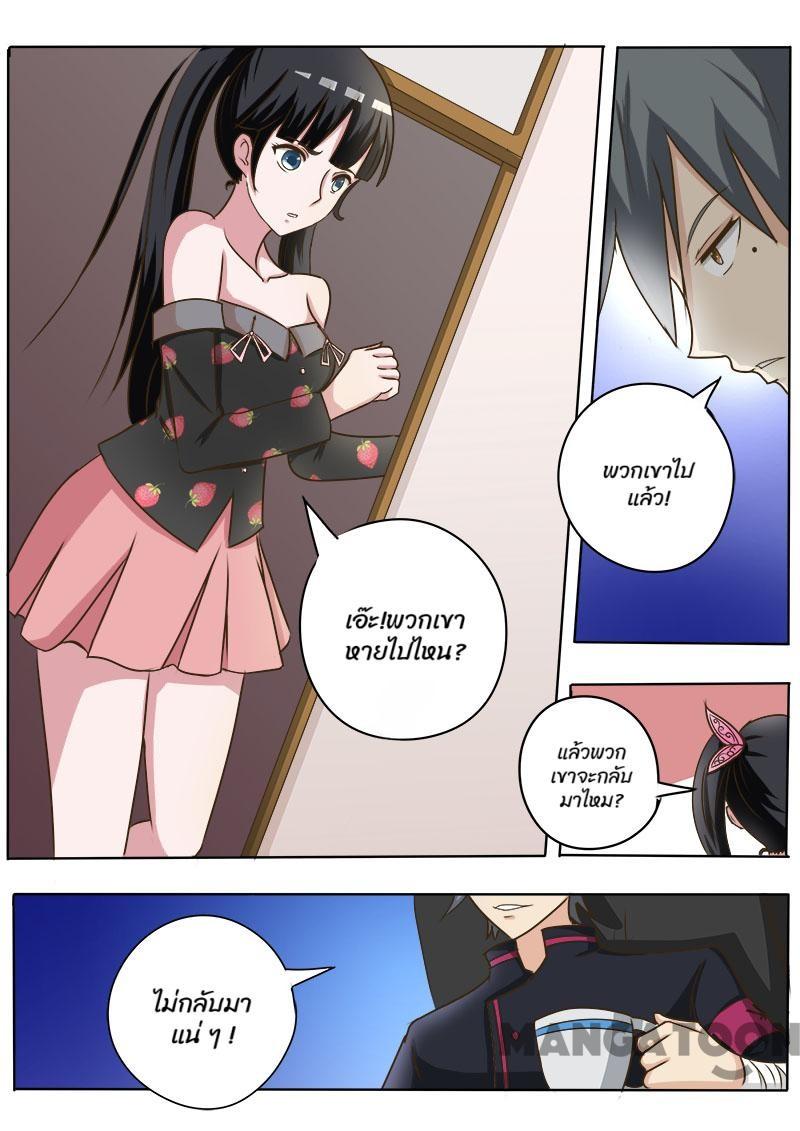 เอ๊ะ!พวกเขา
หายไปไหน?
พวกเขาไป
แล้ว!
แล้วพวก
เขาจะกลับ
มาไหม?
ไม่กลับมา
แน่ ๆ !
MANGATOON